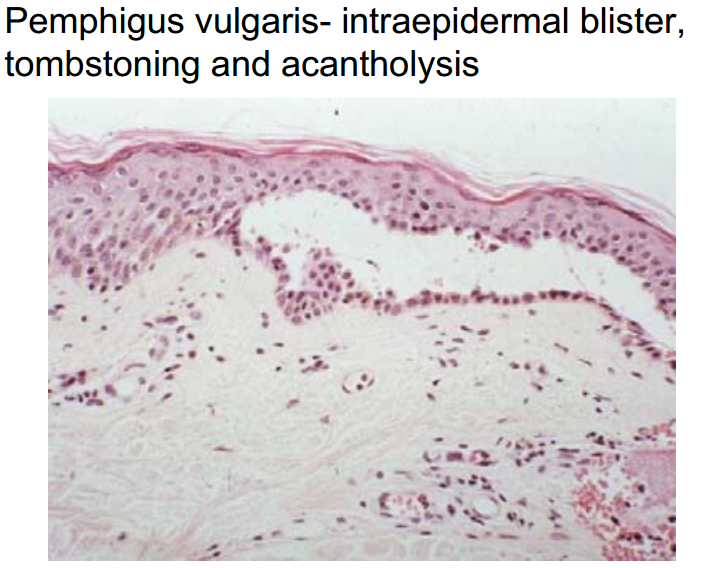 Pemphigus vulgaris- intraepidermal blister,
tombstoning and acantholysis